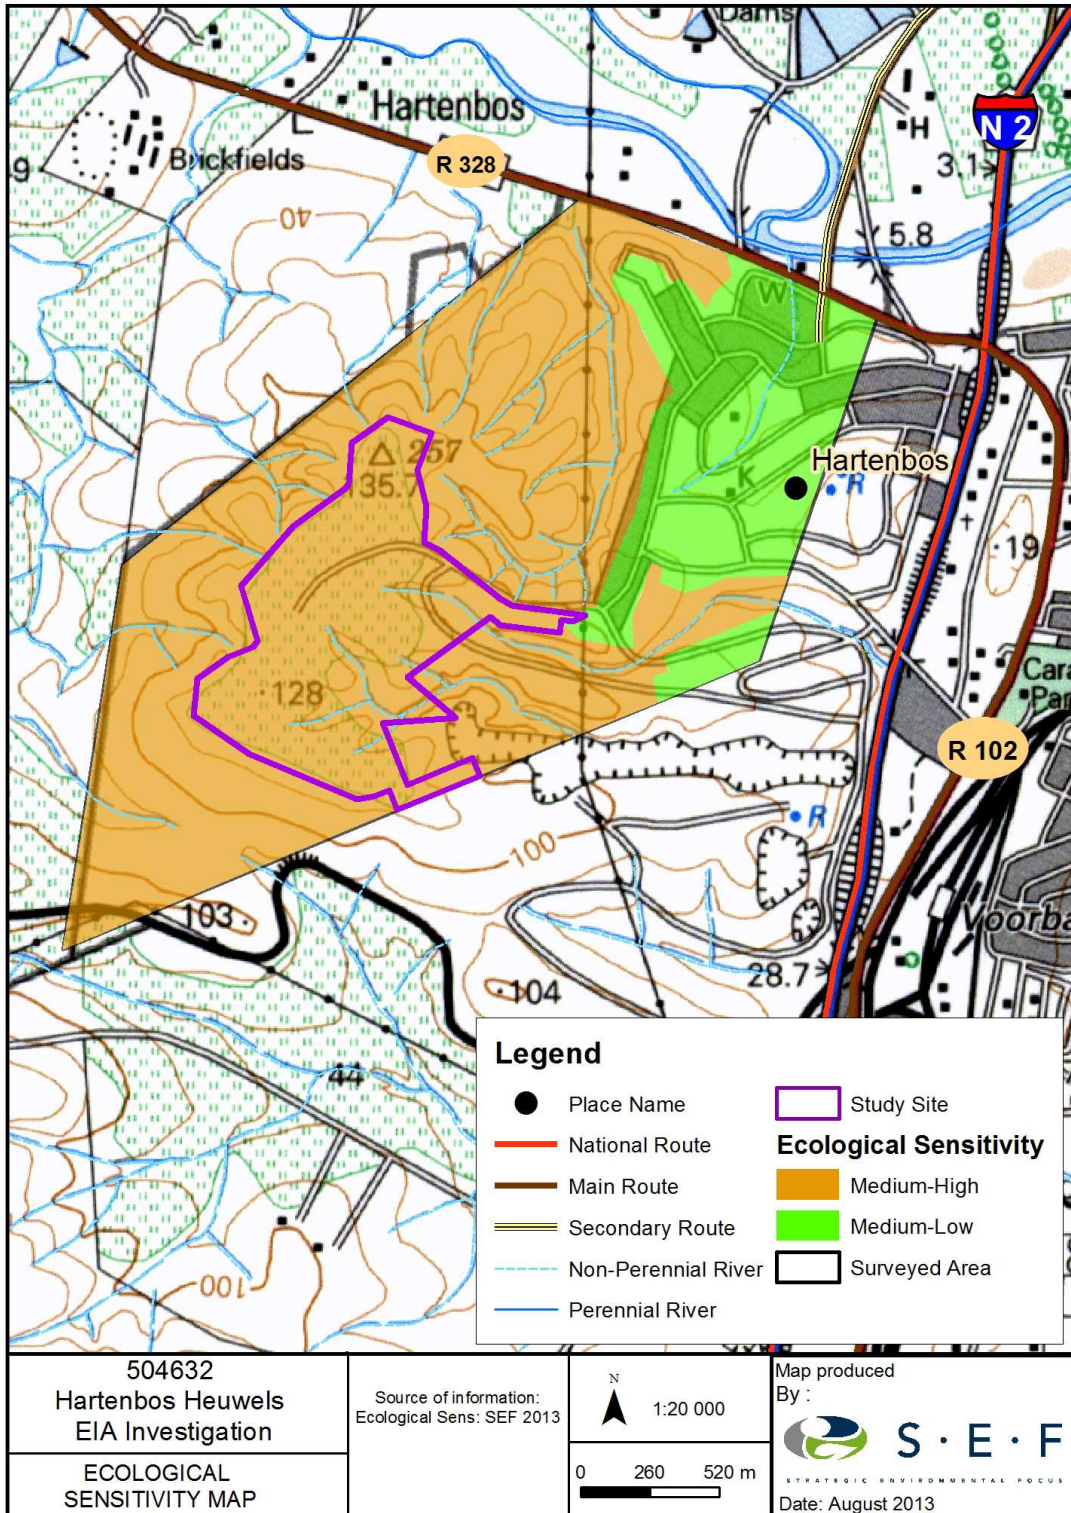 Dams
Hartenbos
L
H
N 2
9
Brickfields
R 328
3.1
40
5.8
W
257
Hartenbos
135.7
K
R
19
128
Cara
Par
R 102
R
100
103
Voorba
28.7
104
44
100
Legend
Place Name
National Route
Main Route
Secondary Route
Non-Perennial River
Perennial River
Study Site
Ecological Sensitivity
Medium-High
Medium-Low
Surveyed Area
504632
Hartenbos Heuwels
EIA Investigation
ECOLOGICAL
SENSITIVITY MAP
Source of information:
Ecological Sens: SEF 2013
N
1:20 000
0 260 520 m
Map produced
By :
S·E·F
STRATEGIC ENVIRONMENTAL FOCUS
Date: August 2013